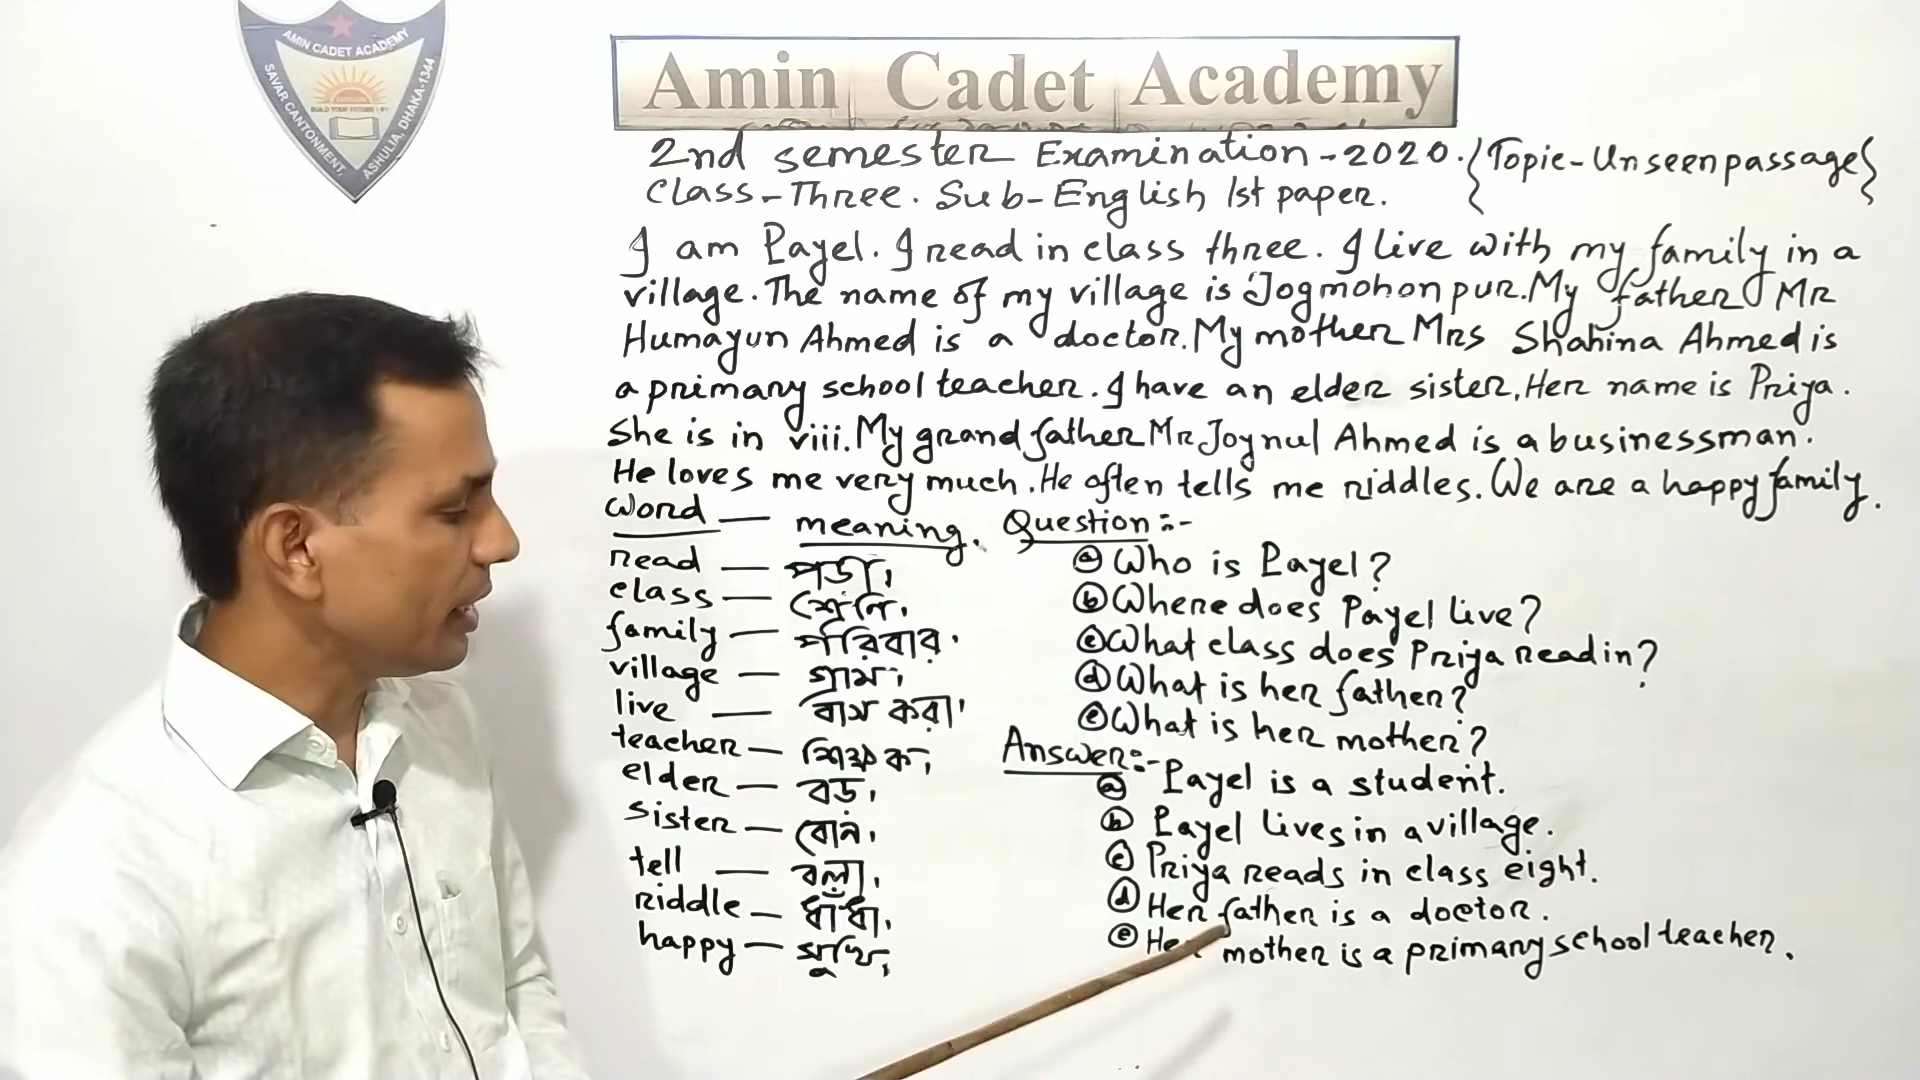 AMIN CADET ACADEMY
SAVAR CANTONMENT,
ASHULIA, DHAKA-1344
BUILD YOUR FUTURE
Amin Cadet Academy
2nd semester Examination-2020. {Topic-Unseen passage}
Class-Three. Sub-English 1st paper.
I am Payel. I read in class three. I live with my family in a
village. The name of my village is Jogmohonpur. My father Mr
Humayun Ahmed is a doctor. My mother Mrs Shahina Ahmed is
a primary school teacher. I have an elder sister, Her name is Priya.
She is in viii. My grandfather Mr Joynul Ahmed is a businessman.
He loves me very much. He often tells me riddles. We are a happy family.
word — meaning.
read — পড়া।
class — শ্রেণি।
family — পরিবার।
village — গ্রাম।
live — বাস করা।
teacher — শিক্ষক।
elder — বড়।
sister — বোন।
tell — বলা।
riddle — ধাঁধা।
happy — সুখি।
Question:-
ⓐ Who is Payel?
ⓑ Where does Payel live?
ⓒ What class does Priya read in?
ⓓ What is her father?
ⓔ What is her mother?
Answer:-
ⓐ Payel is a student.
ⓑ Payel lives in a village.
ⓒ Priya reads in class eight.
ⓓ Her father is a doctor.
ⓔ Her mother is a primary school teacher.